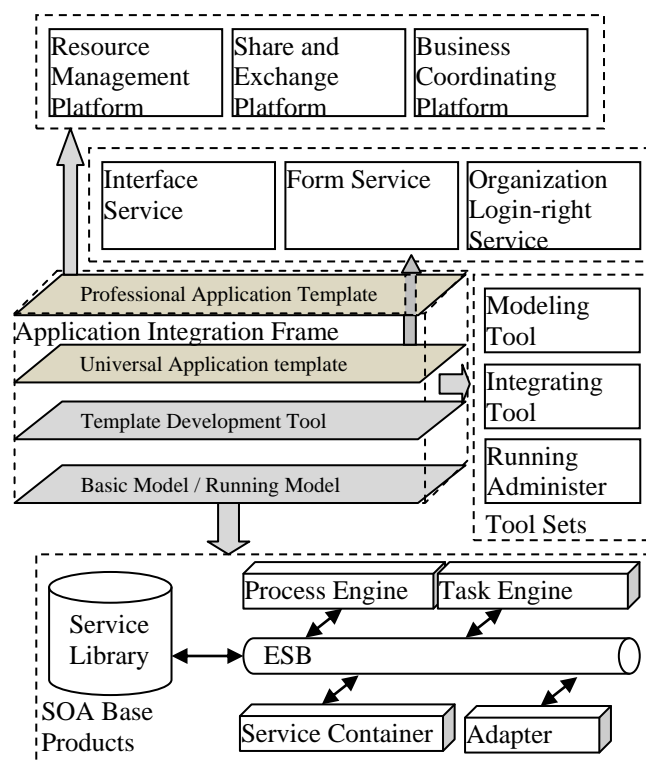 Resource
Management
Platform
Share and
Exchange
Platform
Business
Coordinating
Platform
Interface
Service
Form Service
Organization
Login-right
Service
Professional Application Template
Application Integration Frame
Universal Application template
Template Development Tool
Basic Model / Running Model
Modeling
Tool
Integrating
Tool
Running
Administer
Tool Sets
Process Engine
Task Engine
Service
Library
ESB
SOA Base
Products
Service Container
Adapter